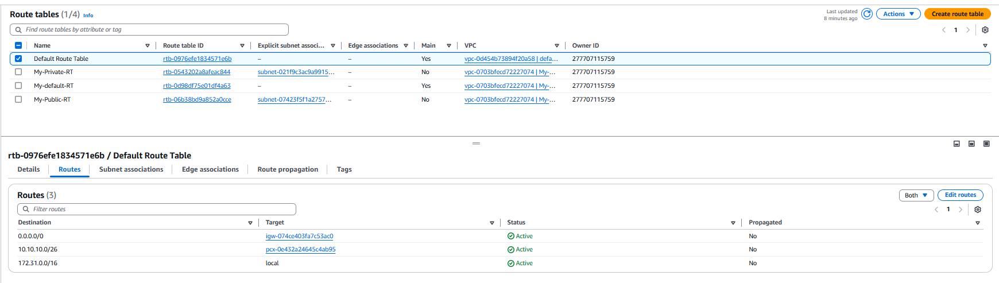 Route tables (1/4) Info
Last updated
8 minutes ago
Actions
Create route table
Find route tables by attribute or tag
1
Name Route table ID Explicit subnet associ... Edge associations Main VPC Owner ID
Default Route Table rtb-0976efe1834571e6b – – Yes vpc-0d454b73894f20a58 | defa... 277707115759
My-Private-RT rtb-0543202a8afeac844 subnet-021f9c3ac9a9915... – No vpc-0703bfecd72227074 | My-... 277707115759
My-default-RT rtb-0d98df75e01df4a63 – – Yes vpc-0703bfecd72227074 | My-... 277707115759
My-Public-RT rtb-06b38bd9a852a0cce subnet-07423f5f1a2757... – No vpc-0703bfecd72227074 | My-... 277707115759
rtb-0976efe1834571e6b / Default Route Table
Details Routes Subnet associations Edge associations Route propagation Tags
Routes (3)
Both
Edit routes
Filter routes
1
Destination Target Status Propagated
0.0.0.0/0 igw-074ce403fa7c53ac0 Active No
10.10.10.0/26 pcx-0e432a24645c4ab95 Active No
172.31.0.0/16 local Active No